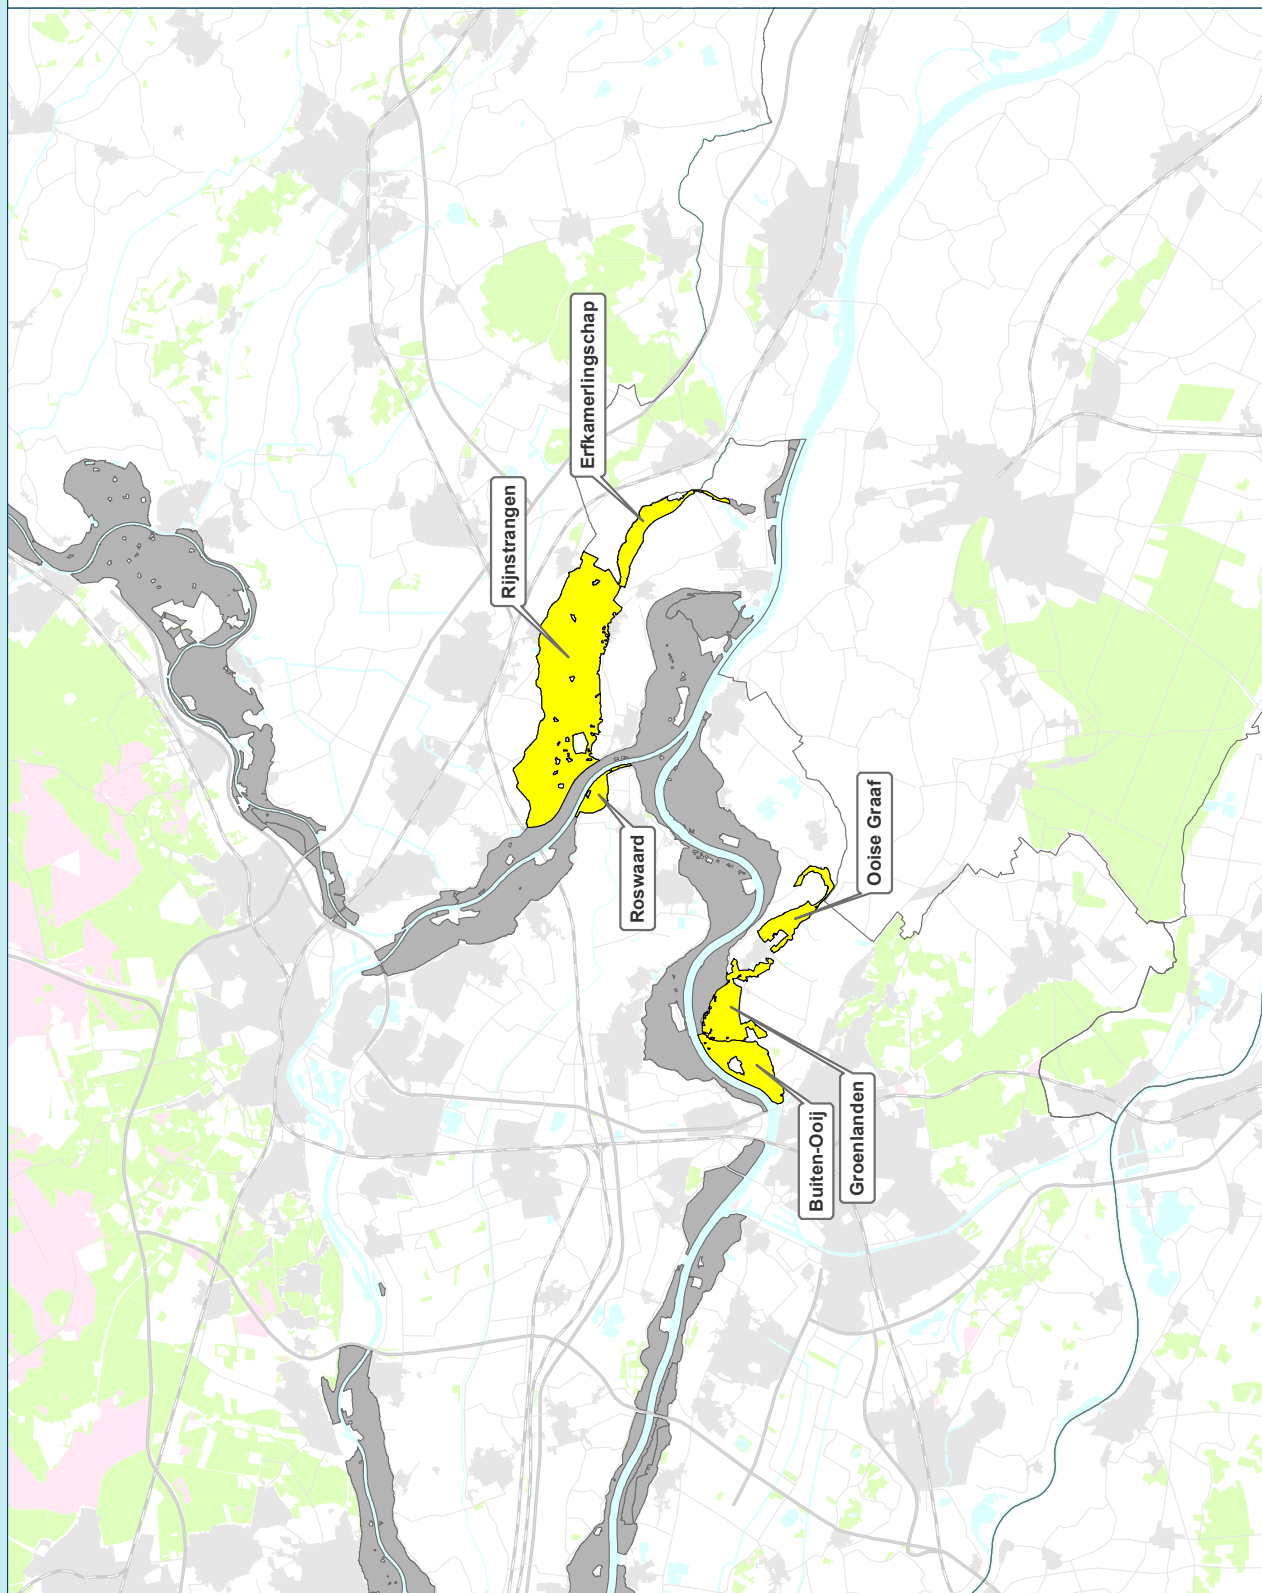 Erfkamerlingschap
Rijnstrangen
Roswaard
Ooise Graaf
Groenlanden
Buiten-Ooij